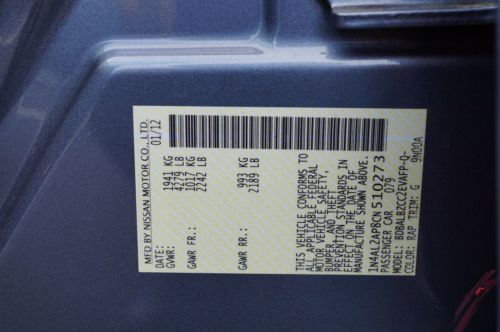 MFD BY NISSAN MOTOR CO., LTD.
DATE: 01/12
GVWR: 1941 KG
4279 LB
GAWR FR.: 1017 KG
2242 LB
GAWR RR.: 993 KG
2189 LB
THIS VEHICLE CONFORMS TO
ALL APPLICABLE FEDERAL
MOTOR VEHICLE SAFETY,
BUMPER, AND THEFT
PREVENTION STANDARDS IN
EFFECT ON THE DATE OF
MANUFACTURE SHOWN ABOVE.
1N4AL2AP8CN510273
PASSENGER CAR 079
MODEL: BDBALBZCC2EVAFP-Q-
COLOR: RAP TRIM: G 9N00A